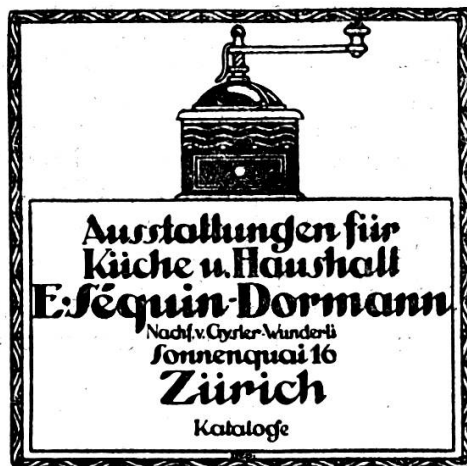 Ausstattungen für
Küche u. Haushalt
E. Séquin-Dormann
Nachf. v. Gysler-Wunderli
Sonnenquai 16
Zürich
Kataloge